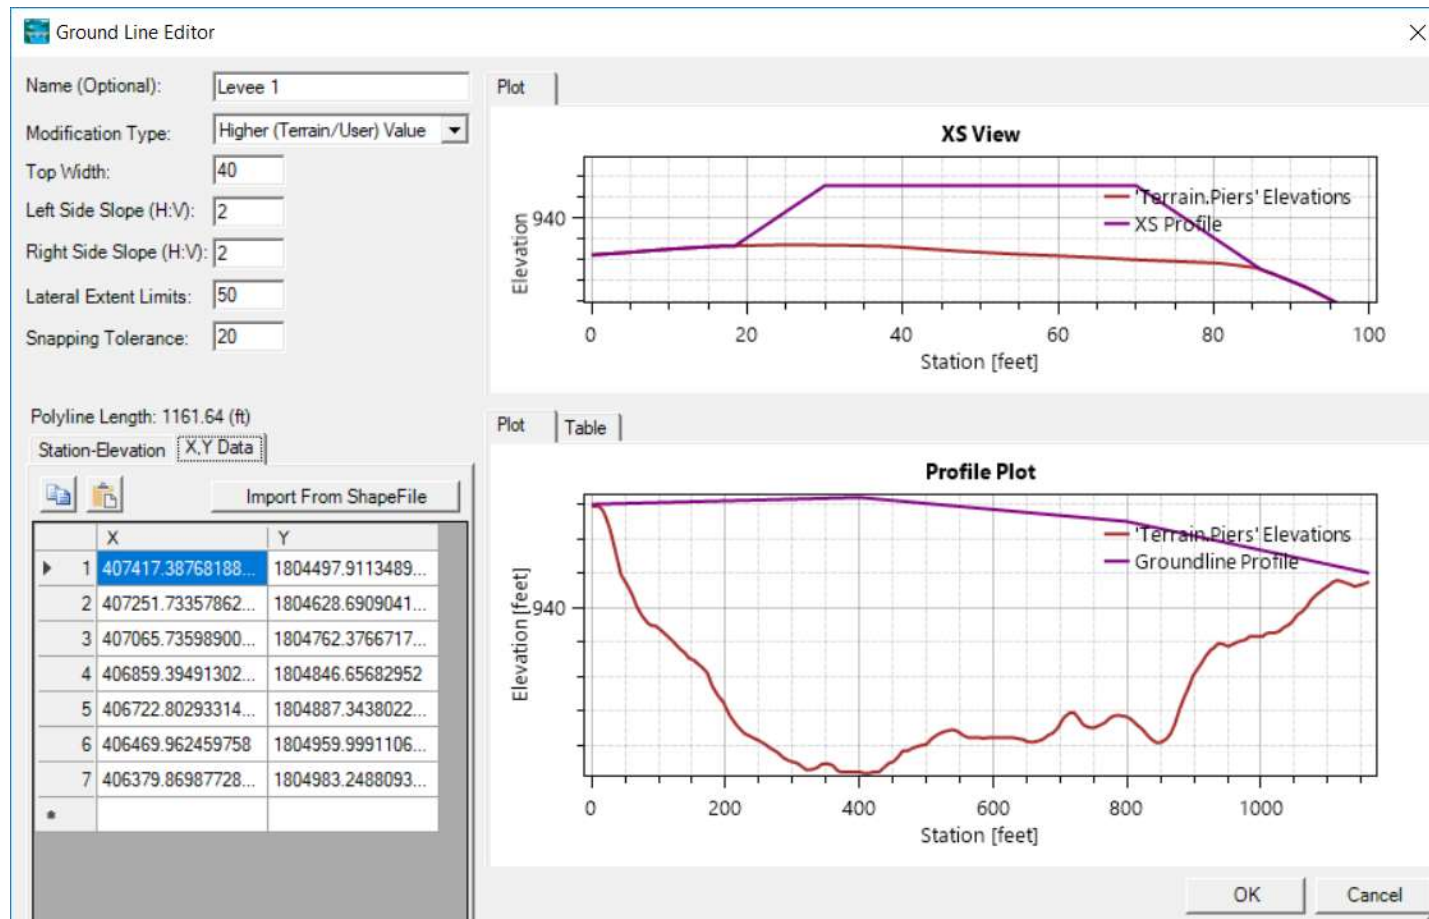 Ground Line Editor
Name (Optional): Levee 1
Modification Type: Higher (Terrain/User) Value
Top Width: 40
Left Side Slope (H:V): 2
Right Side Slope (H:V): 2
Lateral Extent Limits: 50
Snapping Tolerance: 20
Polyline Length: 1161.64 (ft)
Station-Elevation X,Y Data
Import From ShapeFile
X Y
1 407417.38768188... 1804497.9113489...
2 407251.73357862... 1804628.6909041...
3 407065.73598900... 1804762.3766717...
4 406859.39491302... 1804846.65682952
5 406722.80293314... 1804887.3438022...
6 406469.962459758 1804959.9991106...
7 406379.86987728... 1804983.2488093...
Plot
XS View
'Terrain.Piers' Elevations
XS Profile
Elevation
940
0 20 40 60 80 100
Station [feet]
Plot Table
Profile Plot
'Terrain.Piers' Elevations
Groundline Profile
Elevation [feet]
940
0 200 400 600 800 1000
Station [feet]
OK Cancel